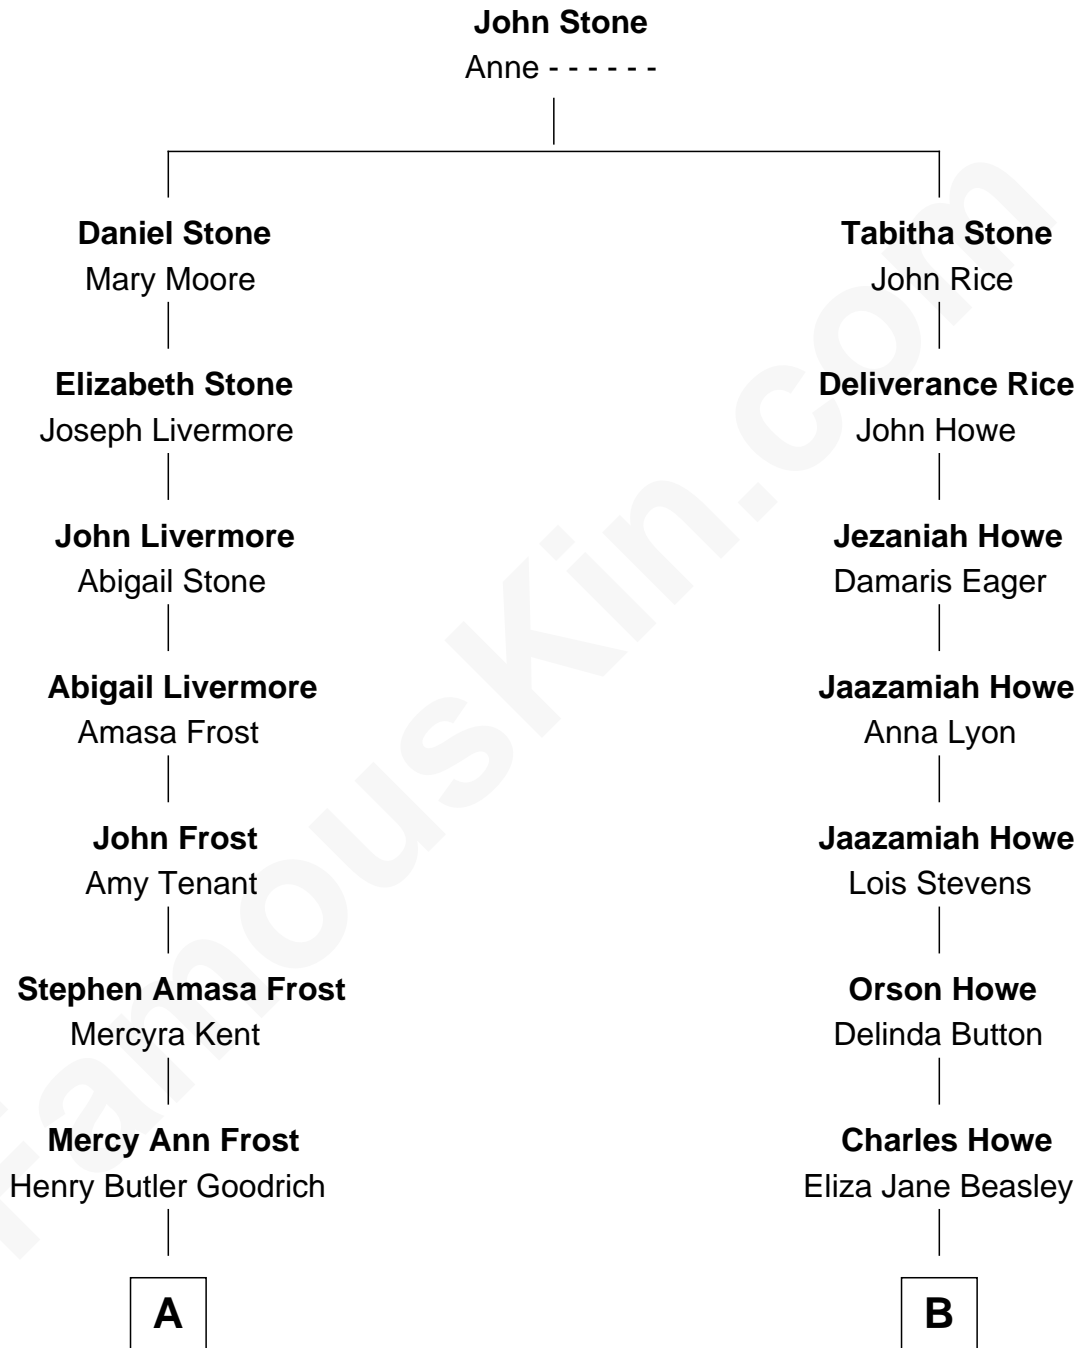 John Stone
Anne - - - - - -
Daniel Stone
Mary Moore
Tabitha Stone
John Rice
Elizabeth Stone
Joseph Livermore
Deliverance Rice
John Howe
John Livermore
Abigail Stone
Jezaniah Howe
Damaris Eager
Abigail Livermore
Amasa Frost
Jaazamiah Howe
Anna Lyon
John Frost
Amy Tenant
Jaazamiah Howe
Lois Stevens
Stephen Amasa Frost
Mercyra Kent
Orson Howe
Delinda Button
Mercy Ann Frost
Henry Butler Goodrich
Charles Howe
Eliza Jane Beasley
A
B
FamousKin.com